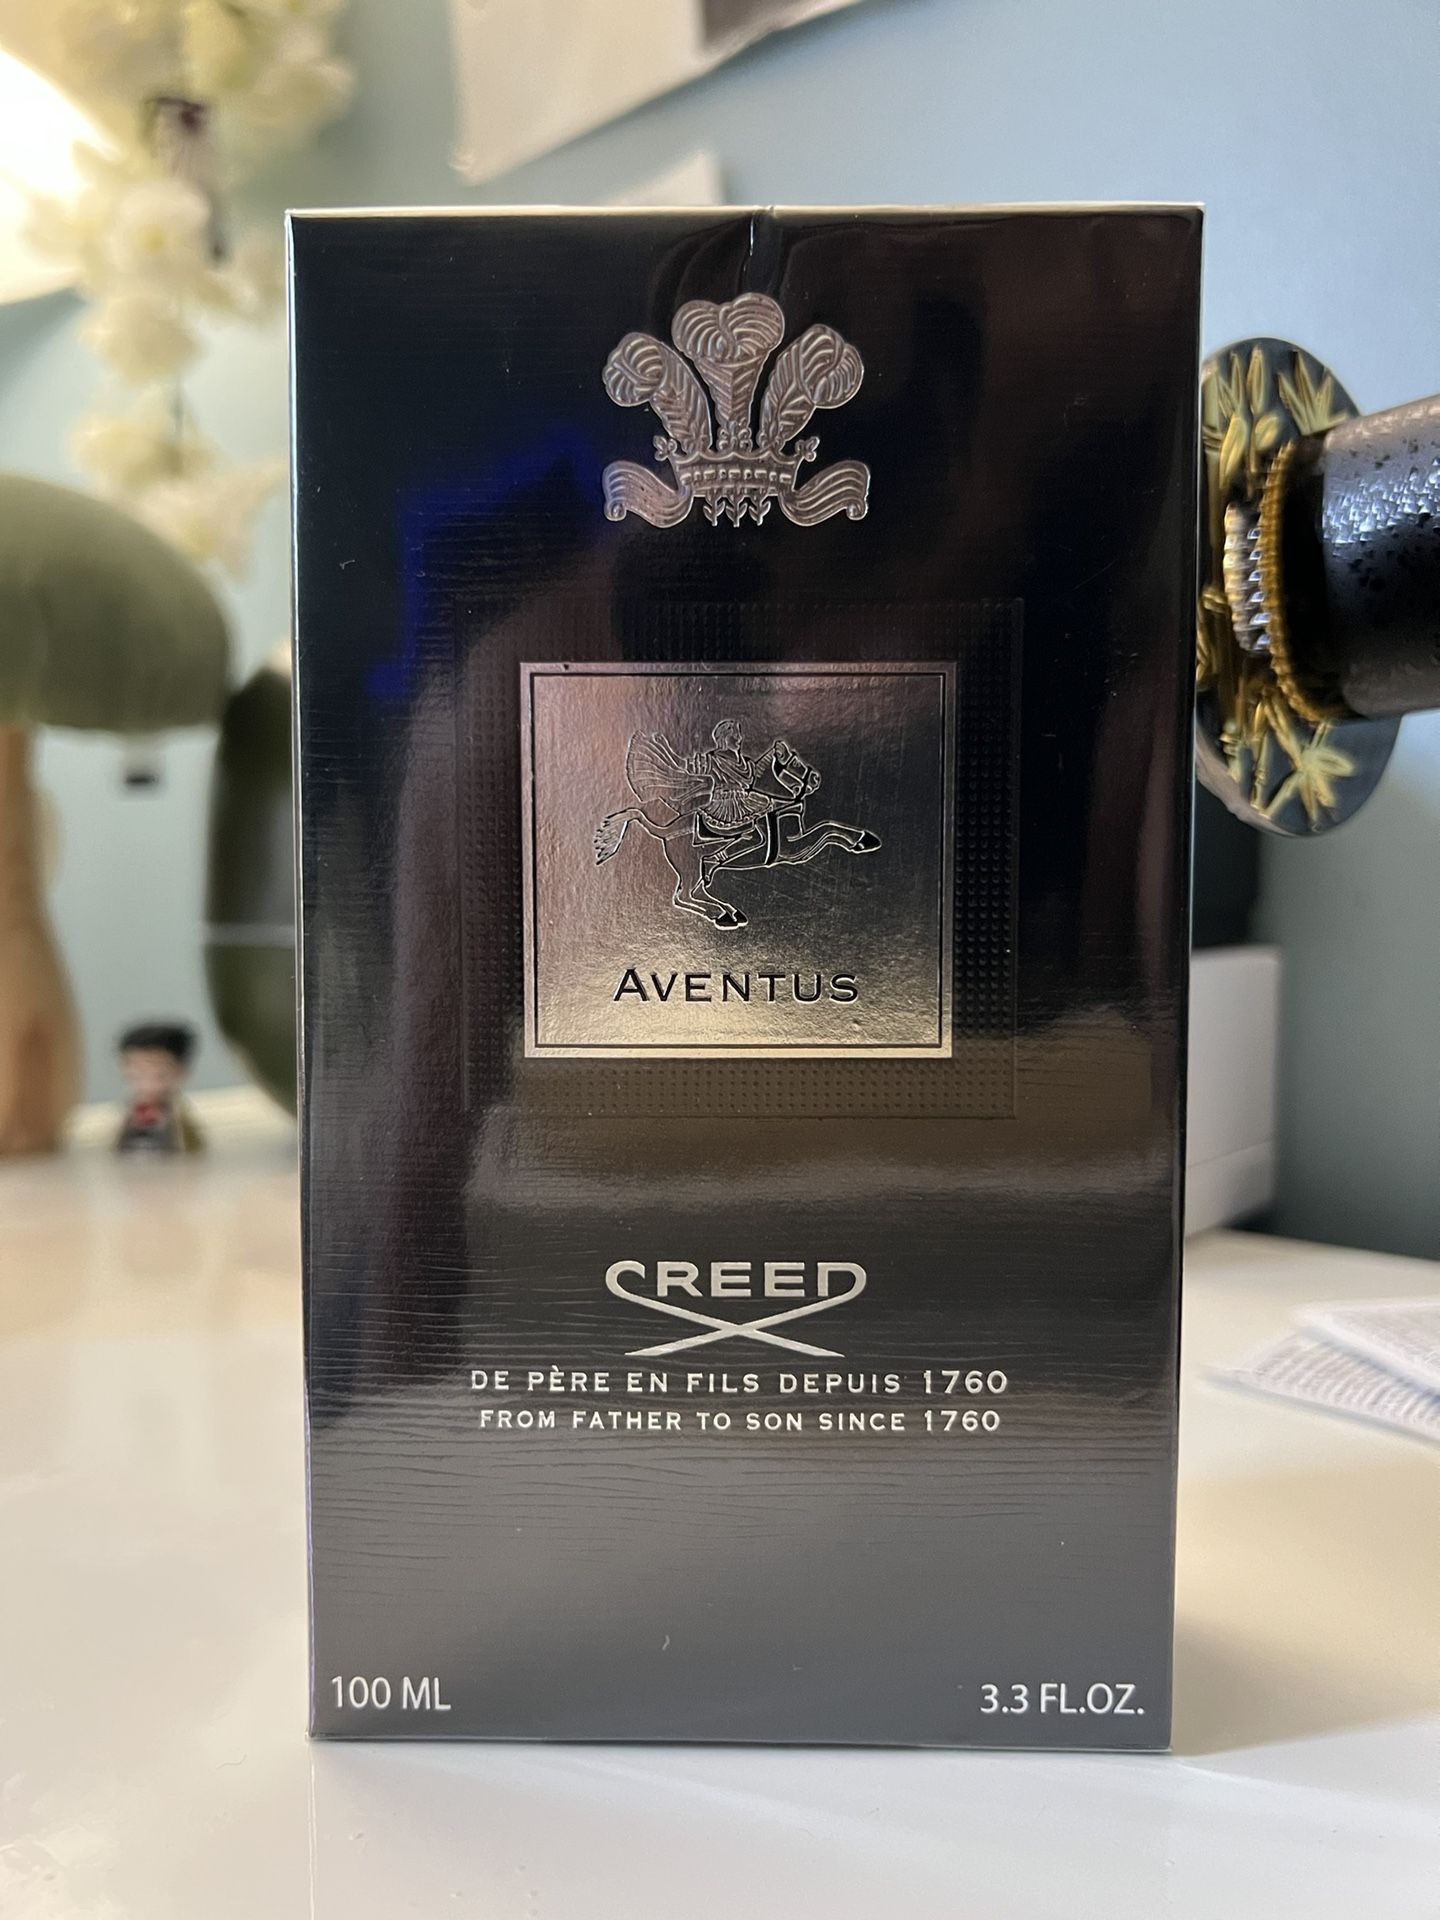 AVENTUS
CREED
DE PÈRE EN FILS DEPUIS 1760
FROM FATHER TO SON SINCE 1760
100 ML
3.3 FL.OZ.